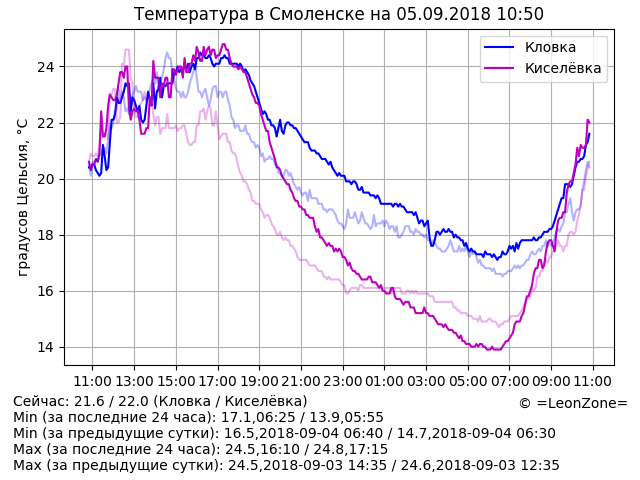 Температура в Смоленске на 05.09.2018 10:50
градусов Цельсия, °C
24
22
20
18
16
14
Кловка
Киселёвка
11:00 13:00 15:00 17:00 19:00 21:00 23:00 01:00 03:00 05:00 07:00 09:00 11:00
Сейчас: 21.6 / 22.0 (Кловка / Киселёвка)
© =LeonZone=
Min (за последние 24 часа): 17.1,06:25 / 13.9,05:55
Min (за предыдущие сутки): 16.5,2018-09-04 06:40 / 14.7,2018-09-04 06:30
Max (за последние 24 часа): 24.5,16:10 / 24.8,17:15
Max (за предыдущие сутки): 24.5,2018-09-03 14:35 / 24.6,2018-09-03 12:35